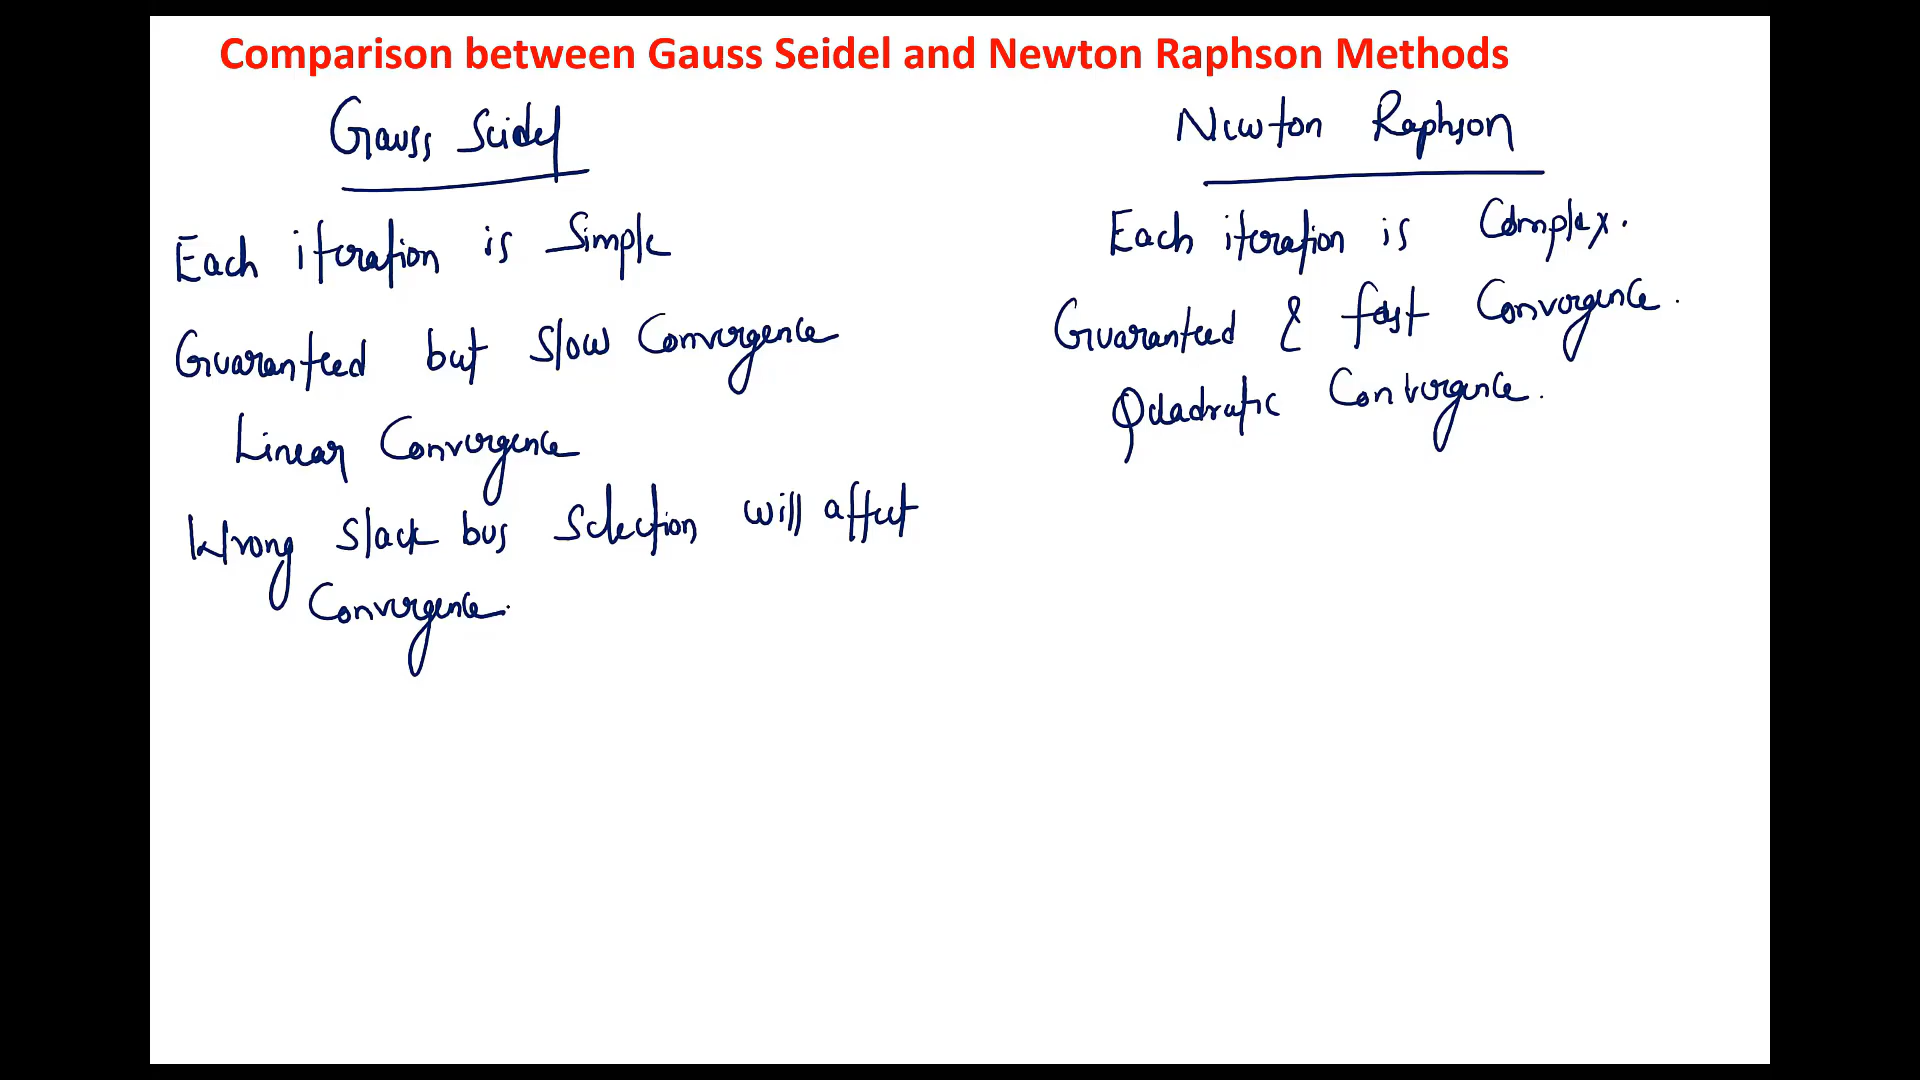 Comparison between Gauss Seidel and Newton Raphson Methods
Gauss Seidel
Each iteration is Simple
Guaranteed but slow Convergence
Linear Convergence
Wrong slack bus Selection will affect
Convergence.
Newton Raphson
Each iteration is Complex.
Guaranteed & fast Convergence.
Quadratic Convergence.